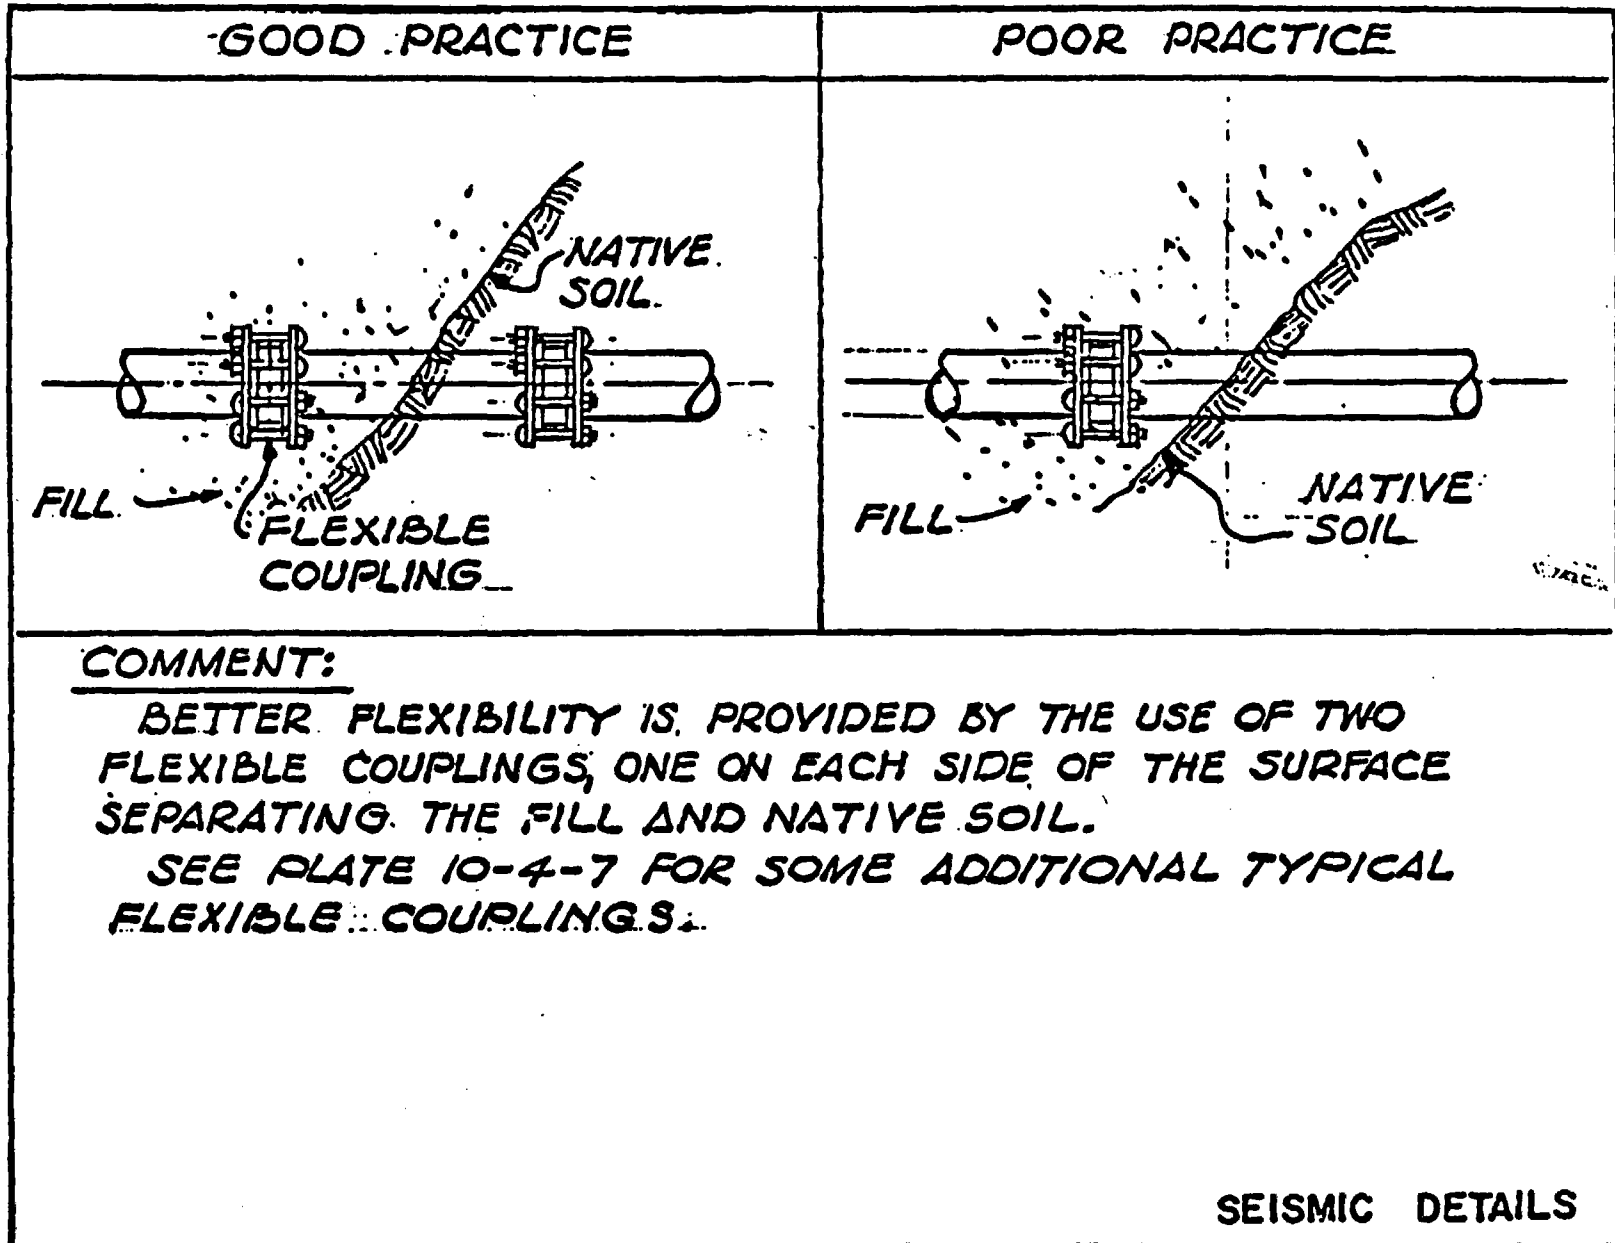 GOOD PRACTICE
POOR PRACTICE
NATIVE
SOIL
FILL
FLEXIBLE
COUPLING
FILL
NATIVE
SOIL
COMMENT:
BETTER FLEXIBILITY IS PROVIDED BY THE USE OF TWO
FLEXIBLE COUPLINGS, ONE ON EACH SIDE OF THE SURFACE
SEPARATING THE FILL AND NATIVE SOIL.
SEE PLATE 10-4-7 FOR SOME ADDITIONAL TYPICAL
FLEXIBLE COUPLINGS.
SEISMIC DETAILS